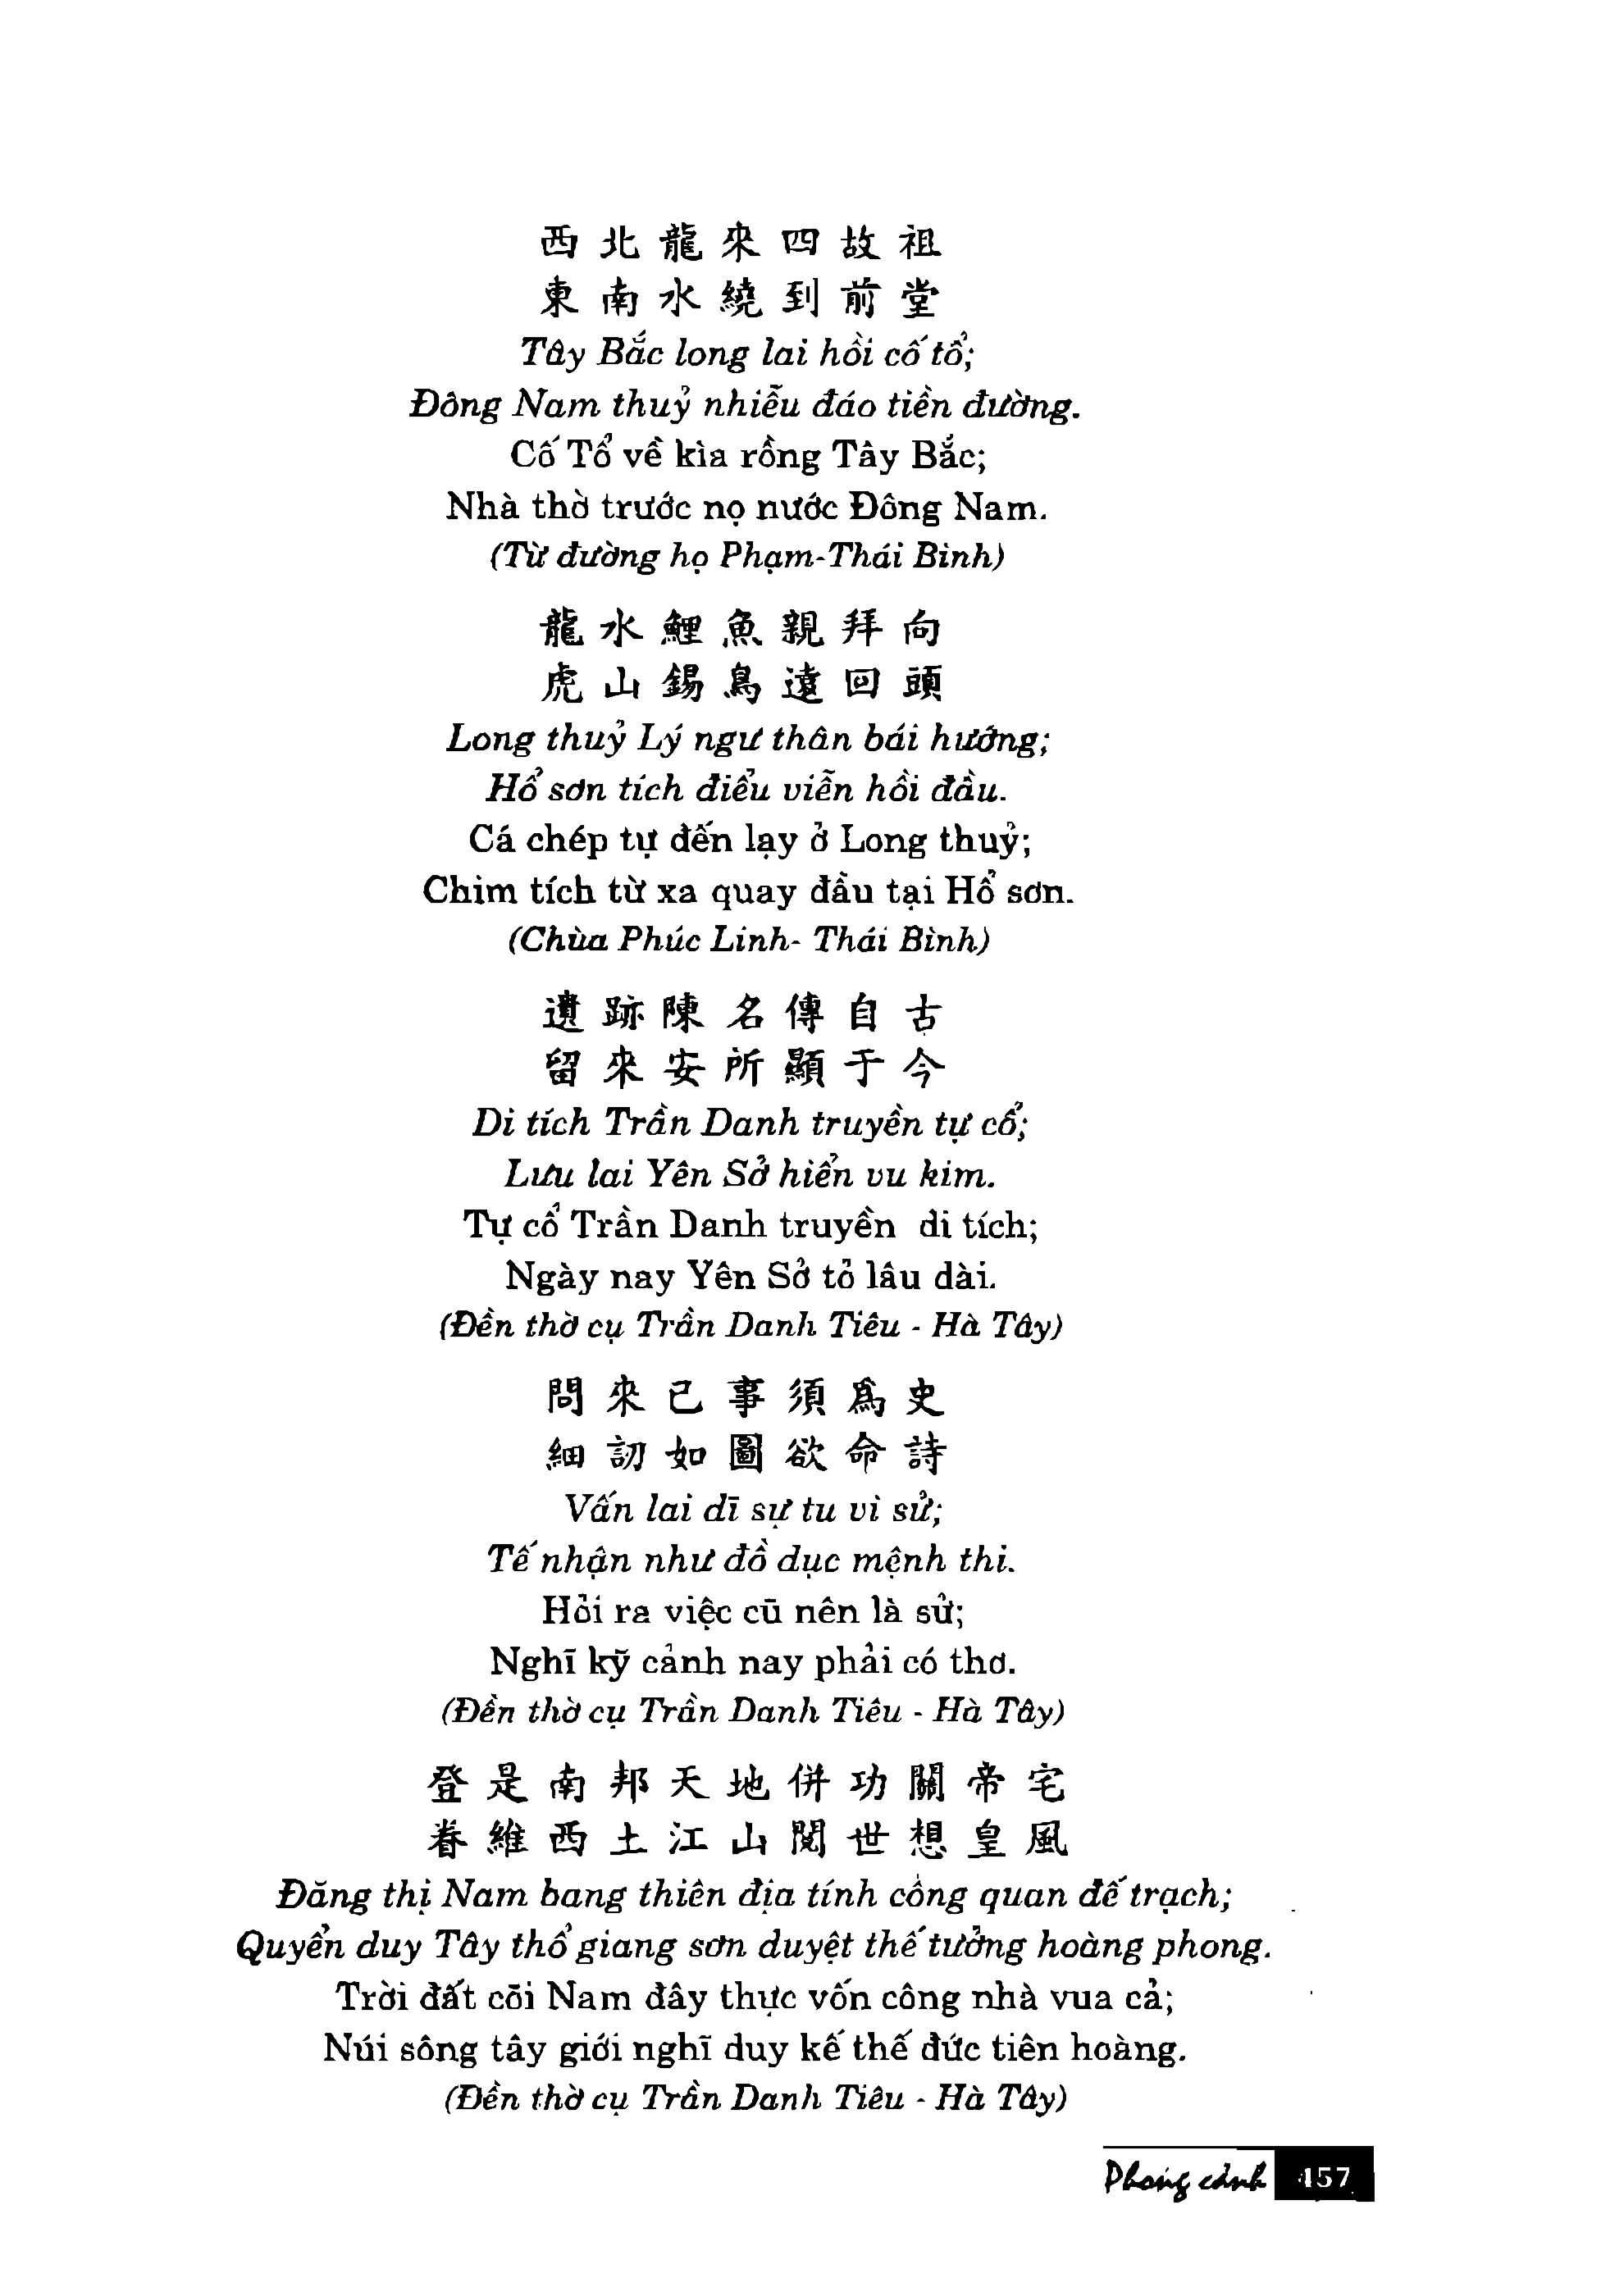 西北龍來四故祖
東南水繞到前堂
Tây Bắc long lai hồi cố tổ;
Đông Nam thuỷ nhiễu đáo tiền đường.
Cố Tổ về kìa rồng Tây Bắc;
Nhà thờ trước nọ nước Đông Nam.
(Từ đường họ Phạm-Thái Bình)
龍水鯉魚親拜向
虎山錫鳥遠回頭
Long thuỷ Lý ngư thân bái hướng;
Hổ sơn tích điểu viễn hồi đầu.
Cá chép tự đến lạy ở Long thuỷ;
Chim tích từ xa quay đầu tại Hổ sơn.
(Chùa Phúc Linh- Thái Bình)
遺跡陳名傳自古
留來安所顯于今
Di tích Trần Danh truyền tự cổ;
Lưu lai Yên Sở hiển vu kim.
Tự cổ Trần Danh truyền di tích;
Ngày nay Yên Sở tỏ lâu dài.
(Đền thờ cụ Trần Danh Tiêu - Hà Tây)
問來已事須爲史
細訒如圖欲命詩
Vấn lai dĩ sự tu vì sử;
Tế nhận như đồ dục mệnh thi.
Hỏi ra việc cũ nên là sử;
Nghĩ kỹ cảnh nay phải có thơ.
(Đền thờ cụ Trần Danh Tiêu - Hà Tây)
登是南邦天地併功關帝宅
眷維西土江山閱世想皇風
Đăng thị Nam bang thiên địa tính công quan đế trạch;
Quyển duy Tây thổ giang sơn duyệt thế tưởng hoàng phong.
Trời đất cõi Nam đây thực vốn công nhà vua cả;
Núi sông tây giới nghĩ duy kế thế đức tiên hoàng.
(Đền thờ cụ Trần Danh Tiêu - Hà Tây)
Phong cảnh 457